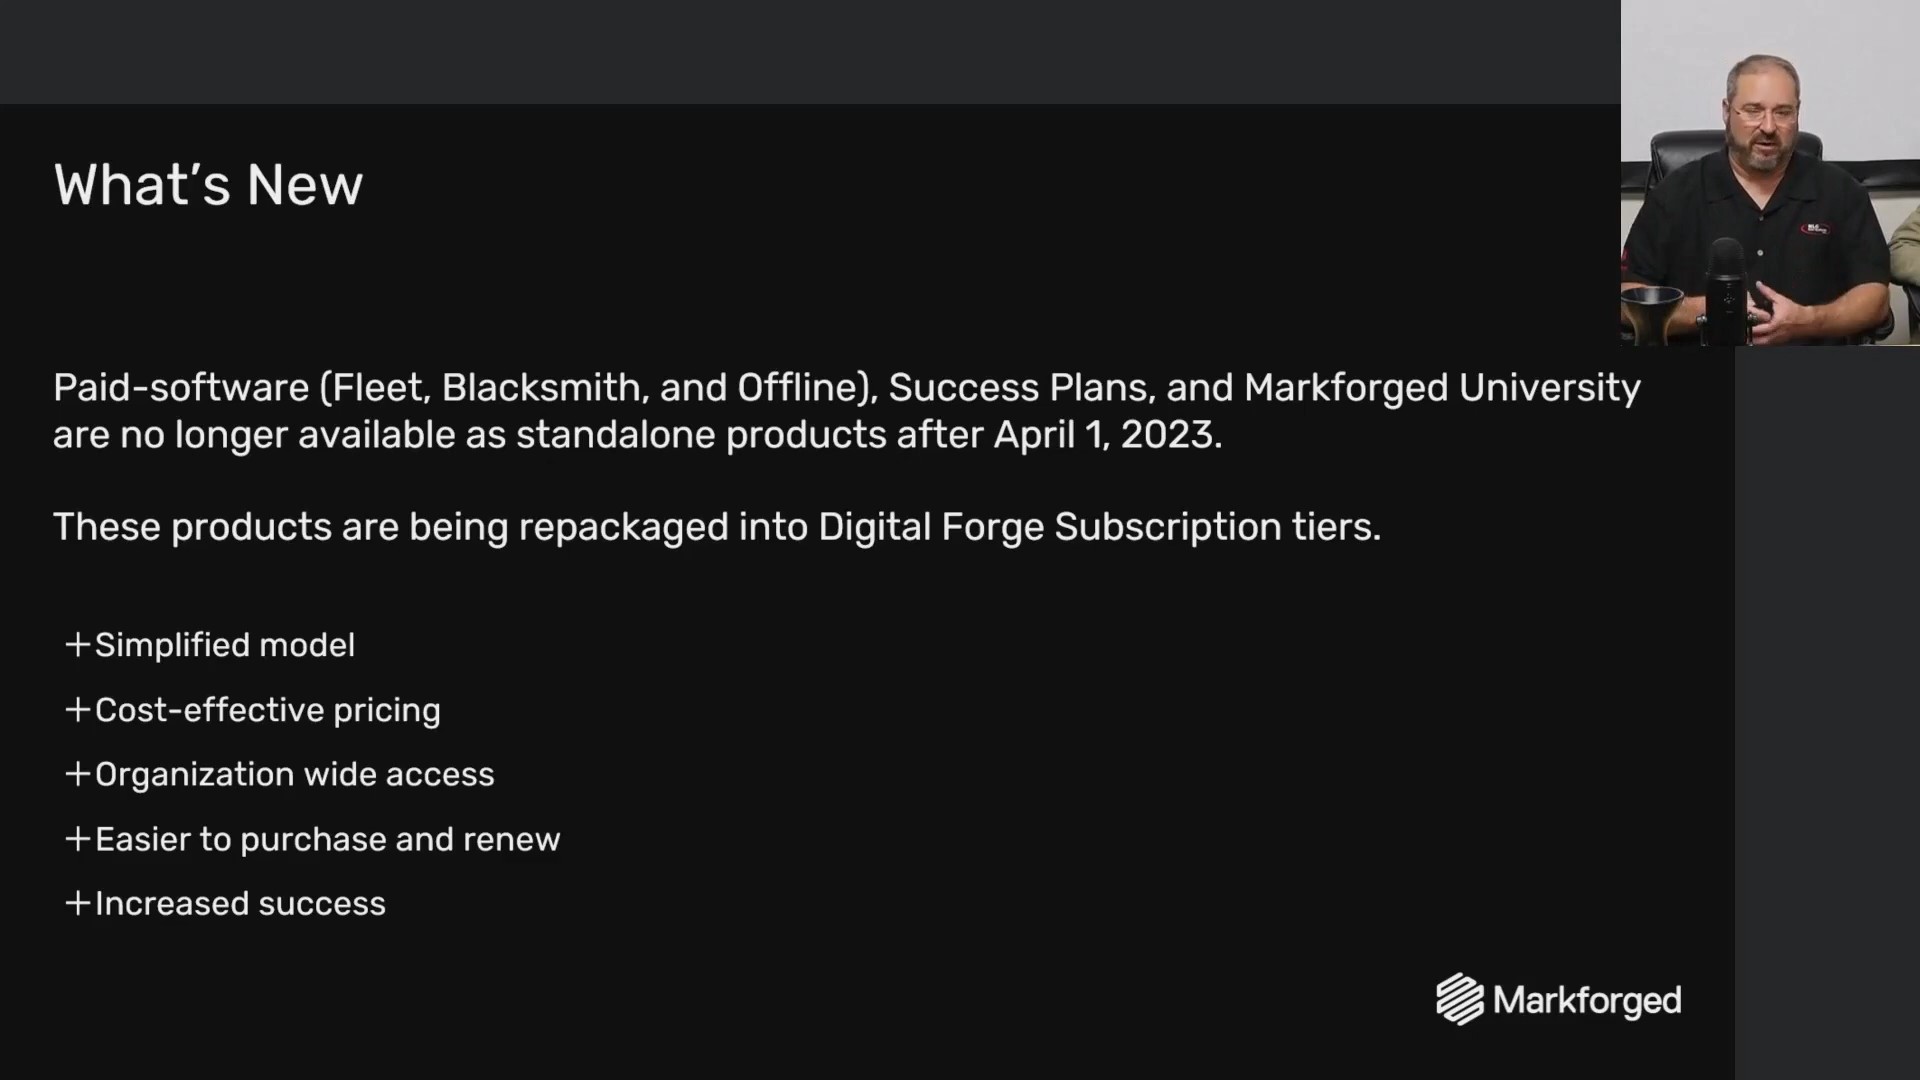 What’s New
Paid-software (Fleet, Blacksmith, and Offline), Success Plans, and Markforged University
are no longer available as standalone products after April 1, 2023.
These products are being repackaged into Digital Forge Subscription tiers.
+Simplified model
+Cost-effective pricing
+Organization wide access
+Easier to purchase and renew
+Increased success
Markforged